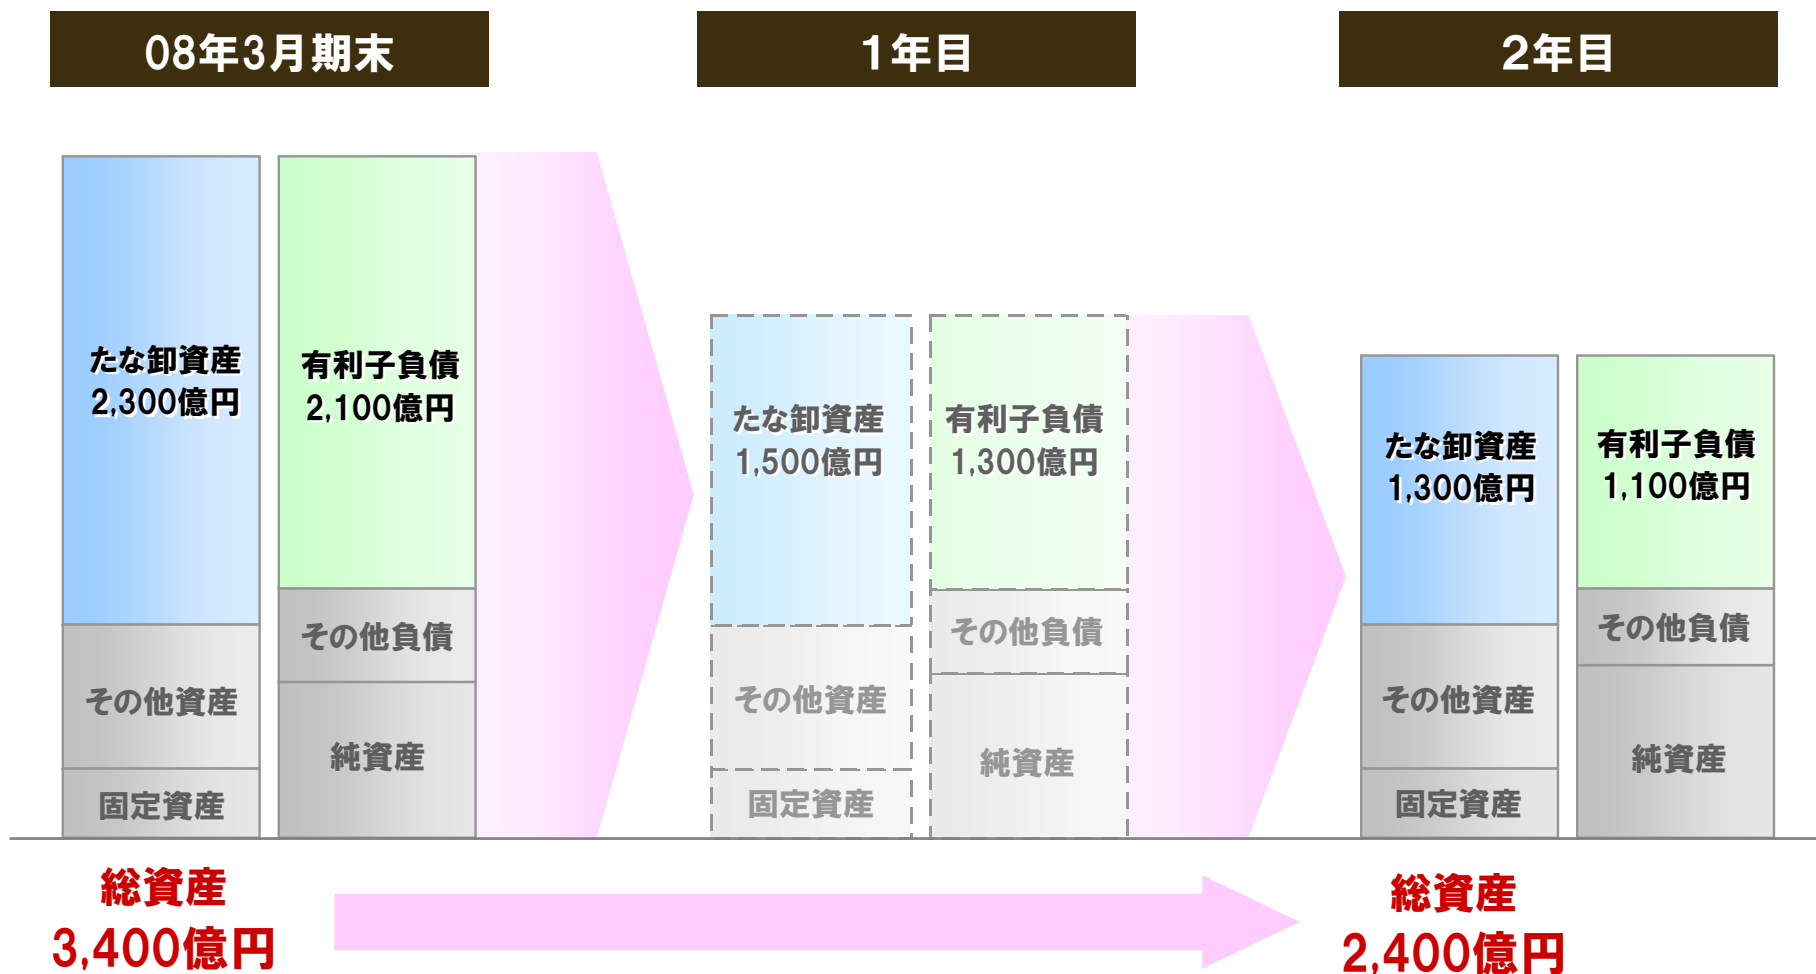 08年3月期末
1年目
2年目
たな卸資産
2,300億円
有利子負債
2,100億円
その他負債
その他資産
純資産
固定資産
たな卸資産
1,500億円
有利子負債
1,300億円
その他負債
その他資産
純資産
固定資産
たな卸資産
1,300億円
有利子負債
1,100億円
その他負債
その他資産
純資産
固定資産
総資産
3,400億円
総資産
2,400億円